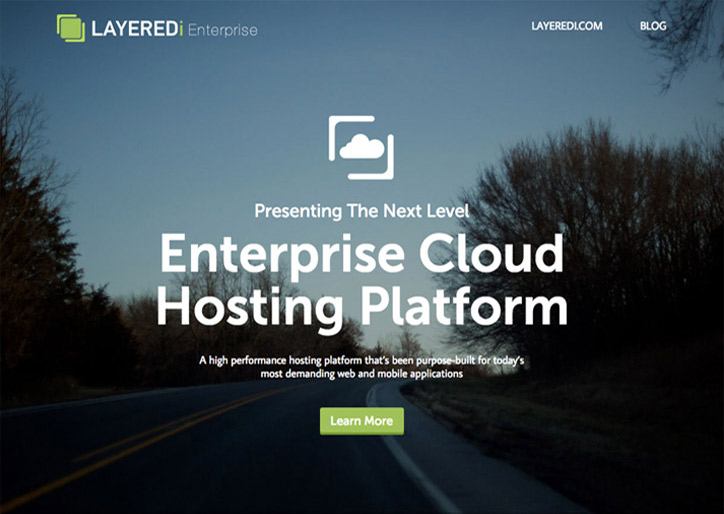 LAYEREDi Enterprise
LAYEREDI.COM BLOG
Presenting The Next Level
Enterprise Cloud
Hosting Platform
A high performance hosting platform that's been purpose-built for today's
most demanding web and mobile applications
Learn More